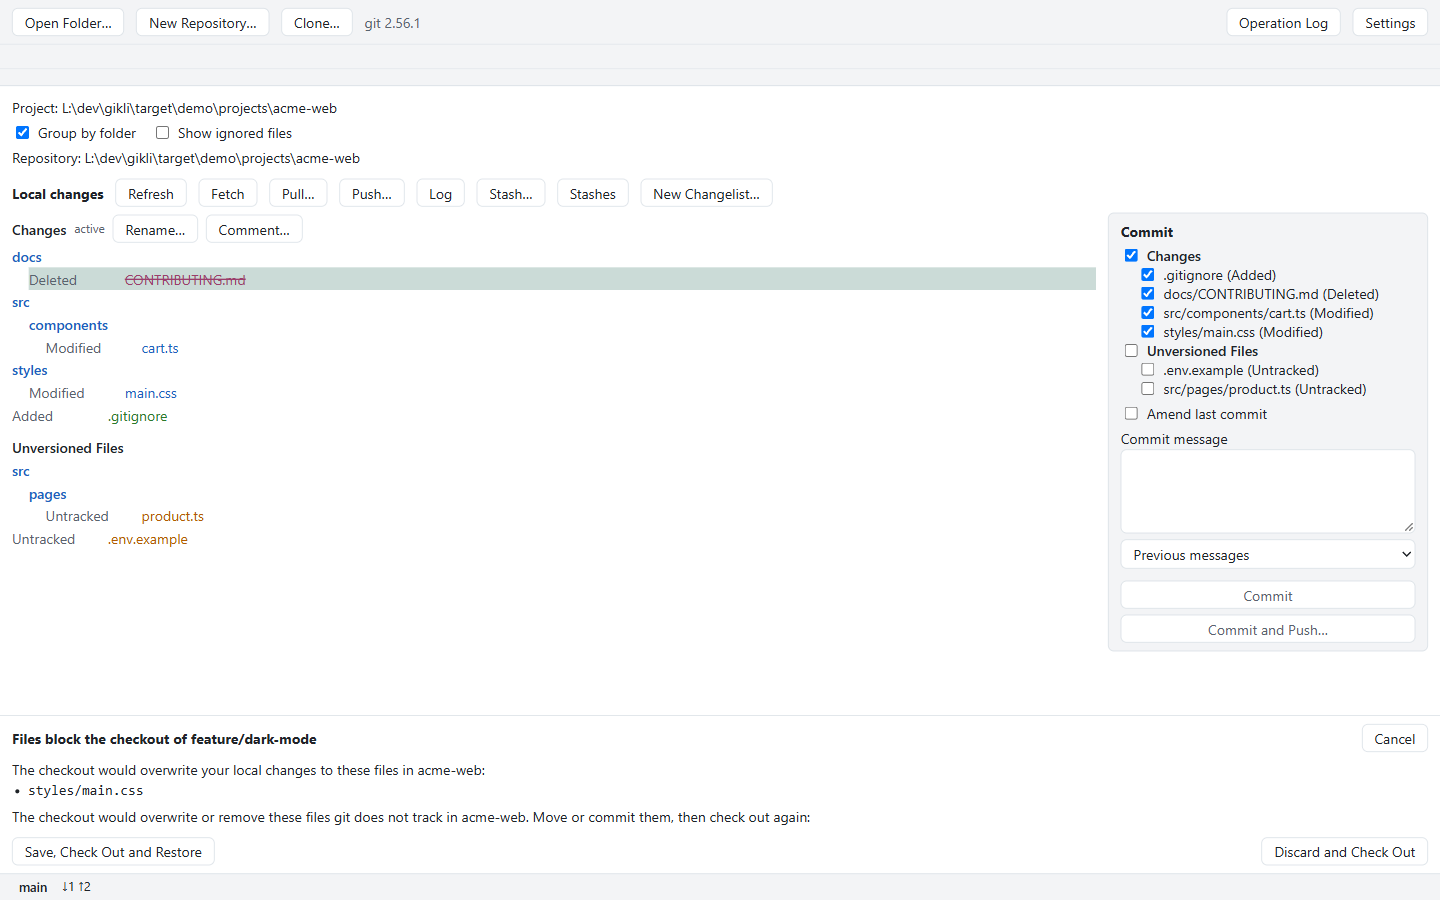 Open Folder... New Repository... Clone... git 2.56.1 Operation Log Settings
Project: L:\dev\gikli\target\demo\projects\acme-web
Group by folder Show ignored files
Repository: L:\dev\gikli\target\demo\projects\acme-web
Local changes Refresh Fetch Pull... Push... Log Stash... Stashes New Changelist...
Changes active Rename... Comment...
docs
Deleted CONTRIBUTING.md
src
components
Modified cart.ts
styles
Modified main.css
Added .gitignore
Unversioned Files
src
pages
Untracked product.ts
Untracked .env.example
Commit
Changes
.gitignore (Added)
docs/CONTRIBUTING.md (Deleted)
src/components/cart.ts (Modified)
styles/main.css (Modified)
Unversioned Files
.env.example (Untracked)
src/pages/product.ts (Untracked)
Amend last commit
Commit message
Previous messages
Commit
Commit and Push...
Files block the checkout of feature/dark-mode Cancel
The checkout would overwrite your local changes to these files in acme-web:
• styles/main.css
The checkout would overwrite or remove these files git does not track in acme-web. Move or commit them, then check out again:
Save, Check Out and Restore Discard and Check Out
main ↓1 ↑2